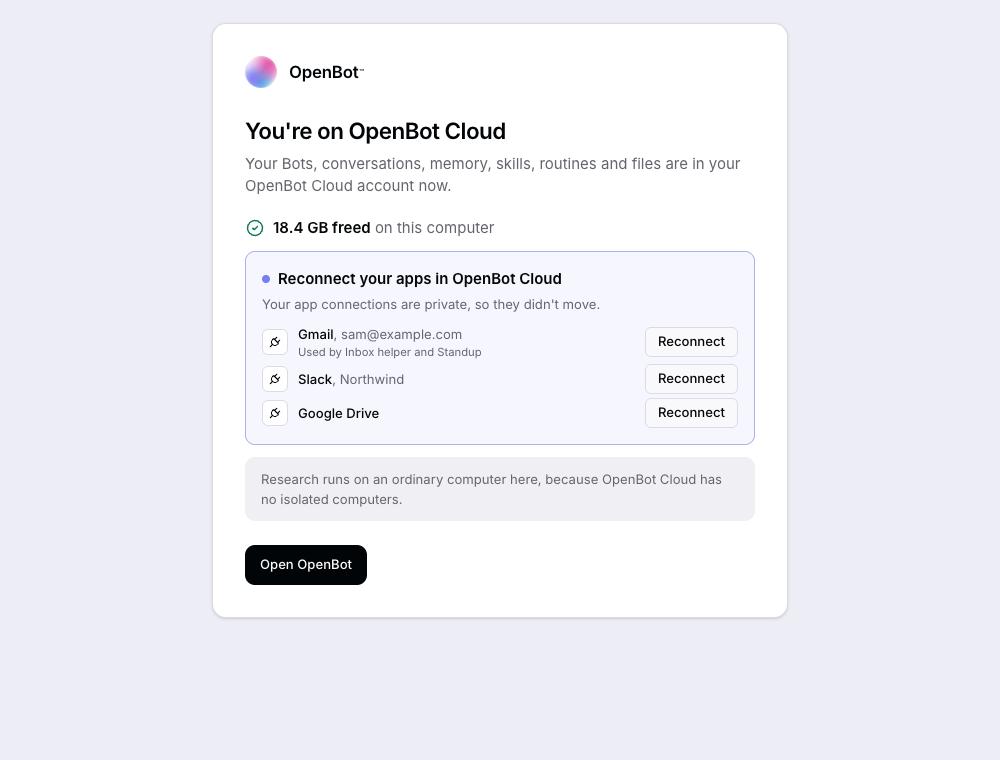 OpenBot™
You're on OpenBot Cloud
Your Bots, conversations, memory, skills, routines and files are in your
OpenBot Cloud account now.
18.4 GB freed on this computer
Reconnect your apps in OpenBot Cloud
Your app connections are private, so they didn't move.
Gmail, sam@example.com
Used by Inbox helper and Standup
Reconnect
Slack, Northwind
Reconnect
Google Drive
Reconnect
Research runs on an ordinary computer here, because OpenBot Cloud has
no isolated computers.
Open OpenBot